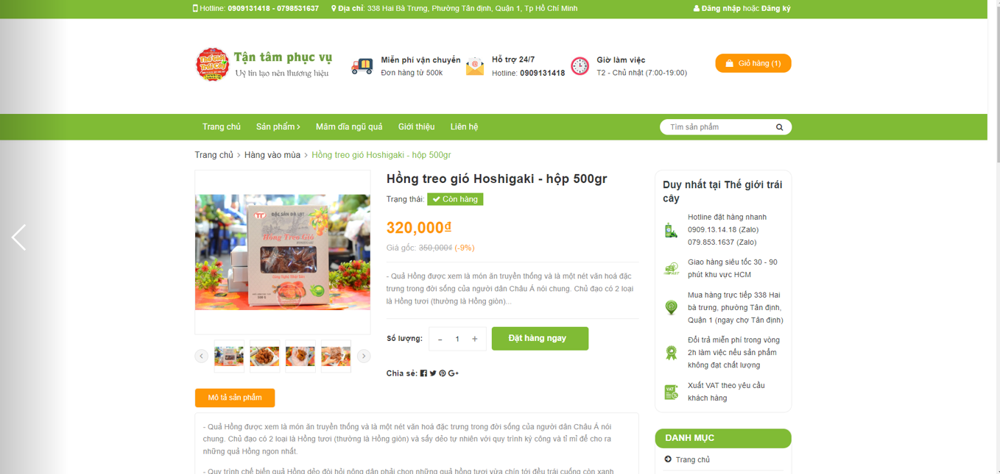 Hotline: 0909131418 - 0798531637
Địa chỉ: 338 Hai Bà Trưng, Phường Tân định, Quận 1, Tp Hồ Chí Minh
Đăng nhập hoặc Đăng ký
Thế Giới
Trái Cây
Tận tâm phục vụ
Uy tín tạo nên thương hiệu
Miễn phí vận chuyển
Đơn hàng từ 500k
Hỗ trợ 24/7
Hotline: 0909131418
Giờ làm việc
T2 - Chủ nhật (7:00-19:00)
Giỏ hàng (1)
Trang chủ
Sản phẩm
Mâm dĩa ngũ quả
Giới thiệu
Liên hệ
Tìm sản phẩm
Trang chủ > Hàng vào mùa > Hồng treo gió Hoshigaki - hộp 500gr
ĐẶC SẢN ĐÀ LẠT
Hồng Treo Gió
Hồng treo gió Hoshigaki - hộp 500gr
Trạng thái: Còn hàng
320,000₫
Giá gốc: 350,000₫ (-9%)
- Quả Hồng được xem là món ăn truyền thống và là một nét văn hoá đặc
trưng trong đời sống của người dân Châu Á nói chung. Chủ đạo có 2 loại
là Hồng tươi (thường là Hồng giòn)...
Số lượng: - 1 +
Đặt hàng ngay
Chia sẻ:
Mô tả sản phẩm
- Quả Hồng được xem là món ăn truyền thống và là một nét văn hoá đặc trưng trong đời sống của người dân Châu Á nói
chung. Chủ đạo có 2 loại là Hồng tươi (thường là Hồng giòn) và sấy dẻo tự nhiên với quy trình kỳ công và tỉ mỉ để cho ra
những quả Hồng ngon nhất.
- Quy trình chế biến quả Hồng dẻo đòi hỏi nông dân phải chọn những quả hồng tươi vừa chín tới đều trái cuống còn xanh
Duy nhất tại Thế giới trái
cây
Hotline đặt hàng nhanh
0909.13.14.18 (Zalo)
079.853.1637 (Zalo)
Giao hàng siêu tốc 30 - 90
phút khu vực HCM
Mua hàng trực tiếp 338 Hai
bà trưng, phường Tân định,
Quận 1 (ngay chợ Tân định)
Đổi trả miễn phí trong vòng
2h làm việc nếu sản phẩm
không đạt chất lượng
Xuất VAT theo yêu cầu
khách hàng
DANH MỤC
Trang chủ